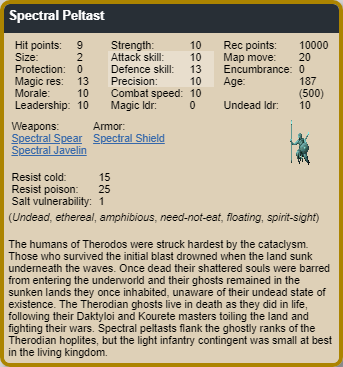 Spectral Peltast
Hit points: 9 Strength: 10 Rec points: 10000
Size: 2 Attack skill: 10 Map move: 20
Protection: 0 Defence skill: 13 Encumbrance: 0
Magic res: 13 Precision: 10 Age: 187
Morale: 10 Combat speed: 10 (500)
Leadership: 10 Magic ldr: 0 Undead ldr: 10
Weapons: Armor:
Spectral Spear Spectral Shield
Spectral Javelin
Resist cold: 15
Resist poison: 25
Salt vulnerability: 1
(Undead, ethereal, amphibious, need-not-eat, floating, spirit-sight)
The humans of Therodos were struck hardest by the cataclysm.
Those who survived the initial blast drowned when the land sunk
underneath the waves. Once dead their shattered souls were barred
from entering the underworld and their ghosts remained in the
sunken lands they once inhabited, unaware of their undead state of
existence. The Therodian ghosts live in death as they did in life,
following their Daktyloi and Kourete masters toiling the land and
fighting their wars. Spectral peltasts flank the ghostly ranks of the
Therodian hoplites, but the light infantry contingent was small at best
in the living kingdom.